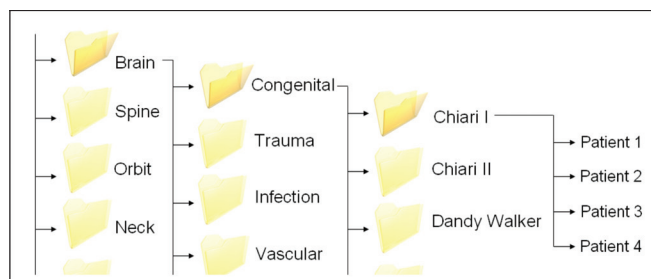 Brain
Spine
Orbit
Neck
Congenital
Trauma
Infection
Vascular
Chiari I
Chiari II
Dandy Walker
Patient 1
Patient 2
Patient 3
Patient 4